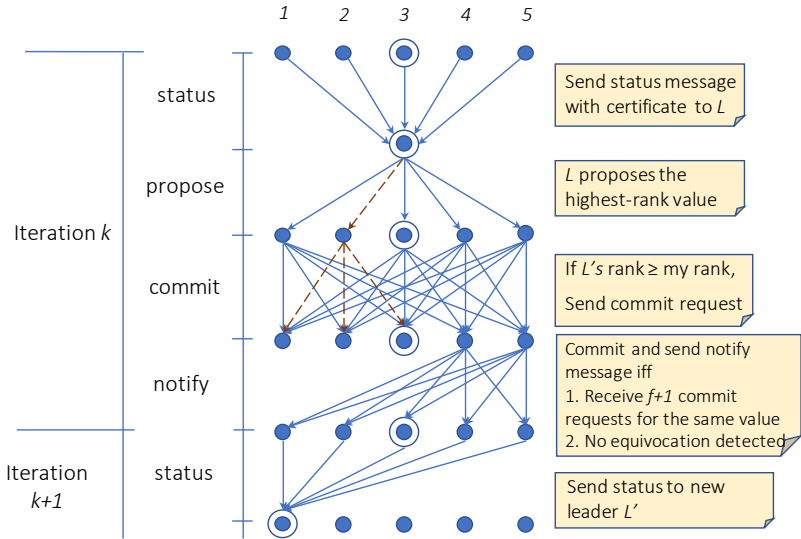 1 2 3 4 5
status
Send status message
with certificate to L
propose
L proposes the
highest-rank value
Iteration k
commit
If L's rank ≥ my rank,
Send commit request
notify
Commit and send notify
message iff
1. Receive f+1 commit
requests for the same value
2. No equivocation detected
Iteration
k+1
status
Send status to new
leader L'